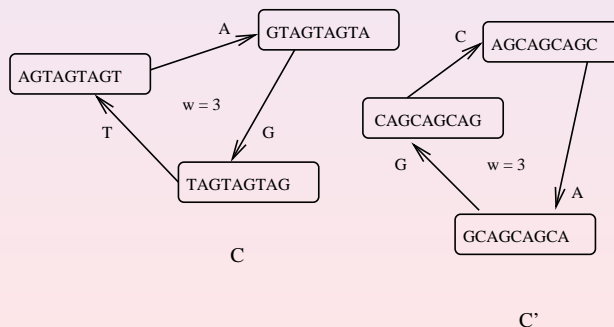 A
GTAGTAGTA
AGTAGTAGT
w = 3
T
G
TAGTAGTAG
C
C
AGCAGCAGC
CAGCAGCAG
G
w = 3
A
GCAGCAGCA
C'